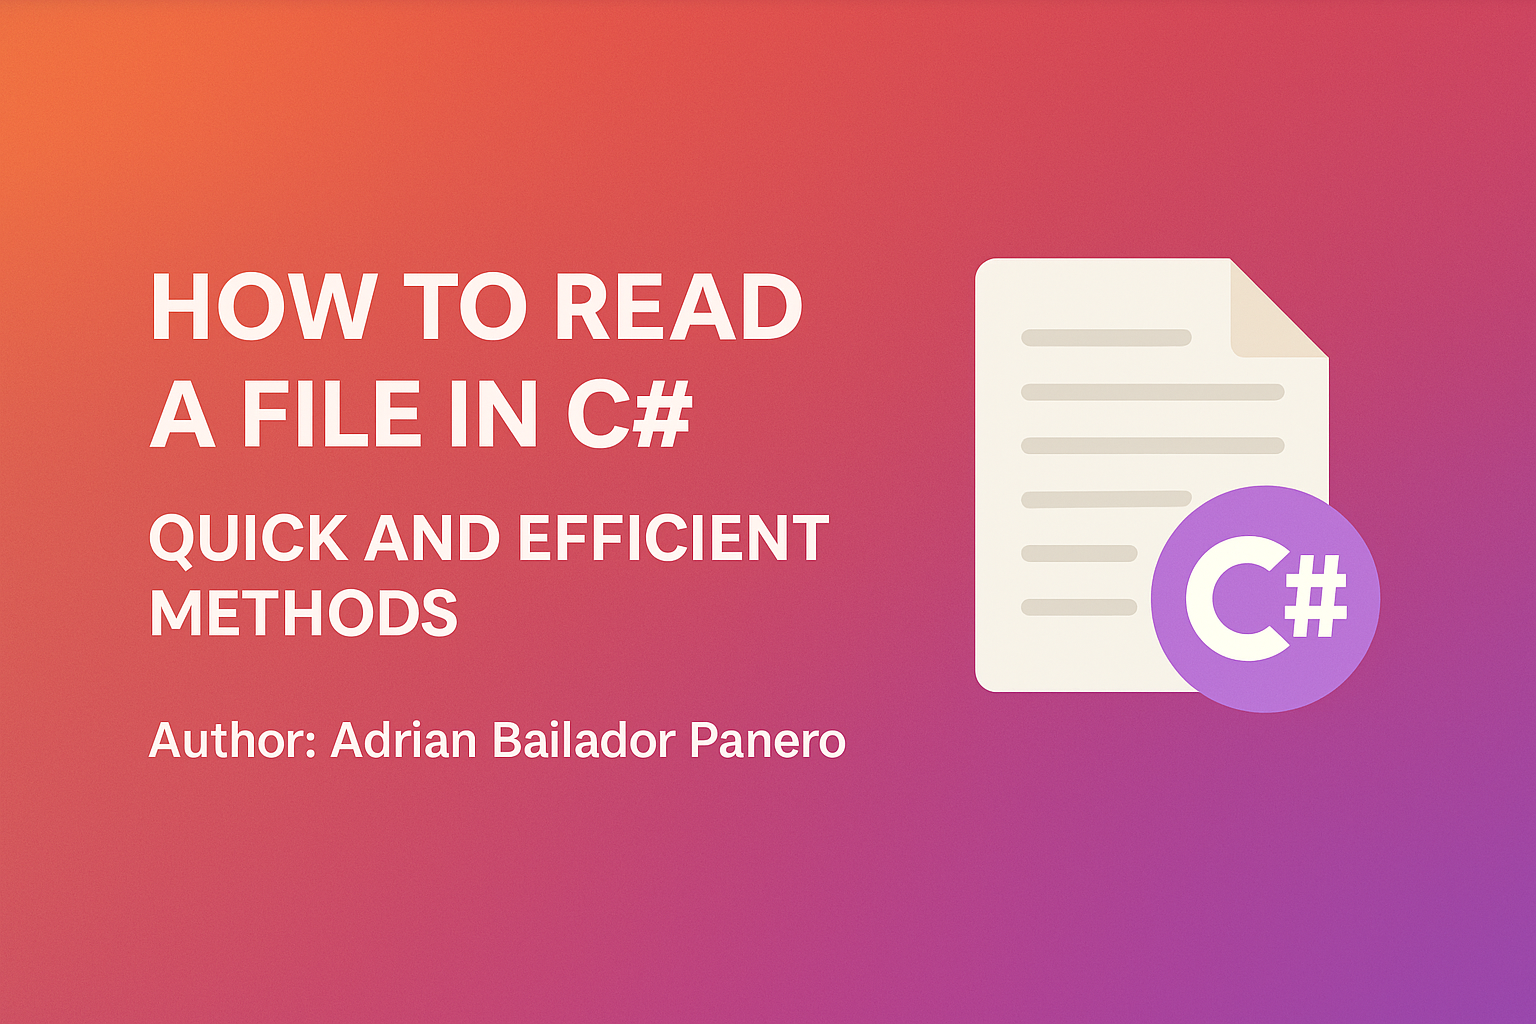 HOW TO READ
A FILE IN C#
QUICK AND EFFICIENT
METHODS
Author: Adrian Bailador Panero
C#